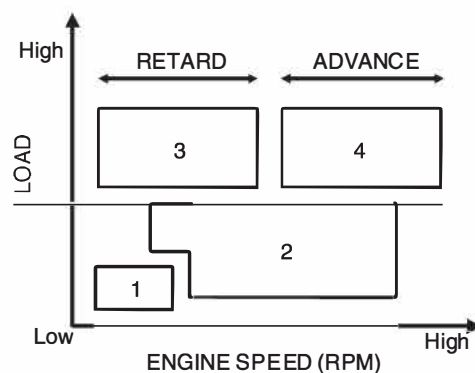 High
RETARD
ADVANCE
3
4
LOAD
2
1
Low
High
ENGINE SPEED (RPM)